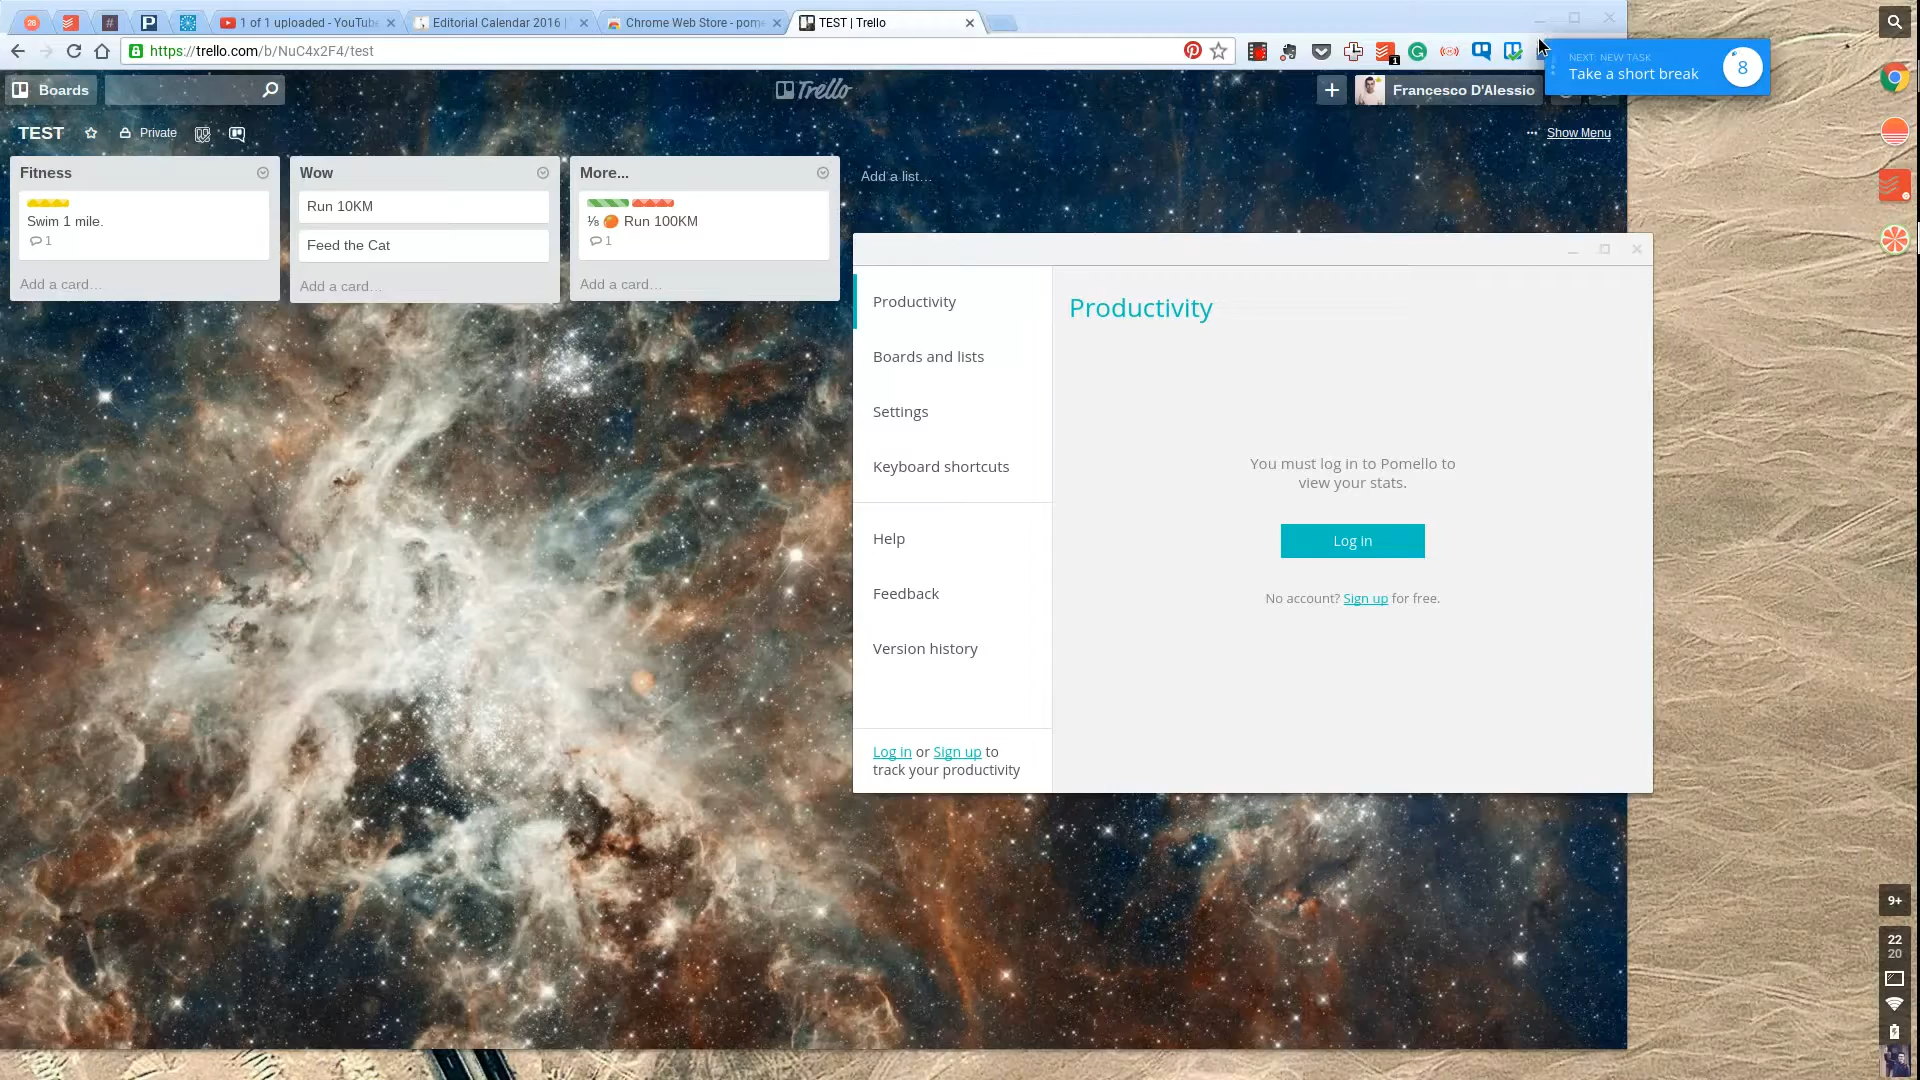 26
1 of 1 uploaded - YouTube
Editorial Calendar 2016 |
Chrome Web Store - pome
TEST | Trello
https://trello.com/b/NuC4x2F4/test
1
NEXT: NEW TASK
Take a short break
8
Boards
Trello
Francesco D'Alessio
TEST
Private
Show Menu
Fitness
Swim 1 mile.
1
Add a card…
Wow
Run 10KM
Feed the Cat
Add a card…
More...
⅛ Run 100KM
1
Add a card…
Add a list…
Productivity
Boards and lists
Settings
Keyboard shortcuts
Help
Feedback
Version history
Log in or Sign up to
track your productivity
Productivity
You must log in to Pomello to
view your stats.
Log in
No account? Sign up for free.
9+
22
20